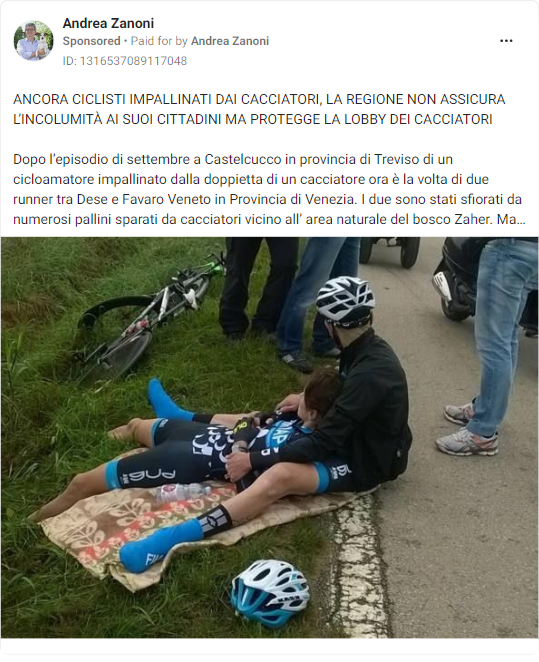 Andrea Zanoni
Sponsored • Paid for by Andrea Zanoni
ID: 1316537089117048
ANCORA CICLISTI IMPALLINATI DAI CACCIATORI, LA REGIONE NON ASSICURA
L'INCOLUMITÀ AI SUOI CITTADINI MA PROTEGGE LA LOBBY DEI CACCIATORI
Dopo l'episodio di settembre a Castelcucco in provincia di Treviso di un
cicloamatore impallinato dalla doppietta di un cacciatore ora è la volta di due
runner tra Dese e Favaro Veneto in Provincia di Venezia. I due sono stati sfiorati da
numerosi pallini sparati da cacciatori vicino all' area naturale del bosco Zaher. Ma…